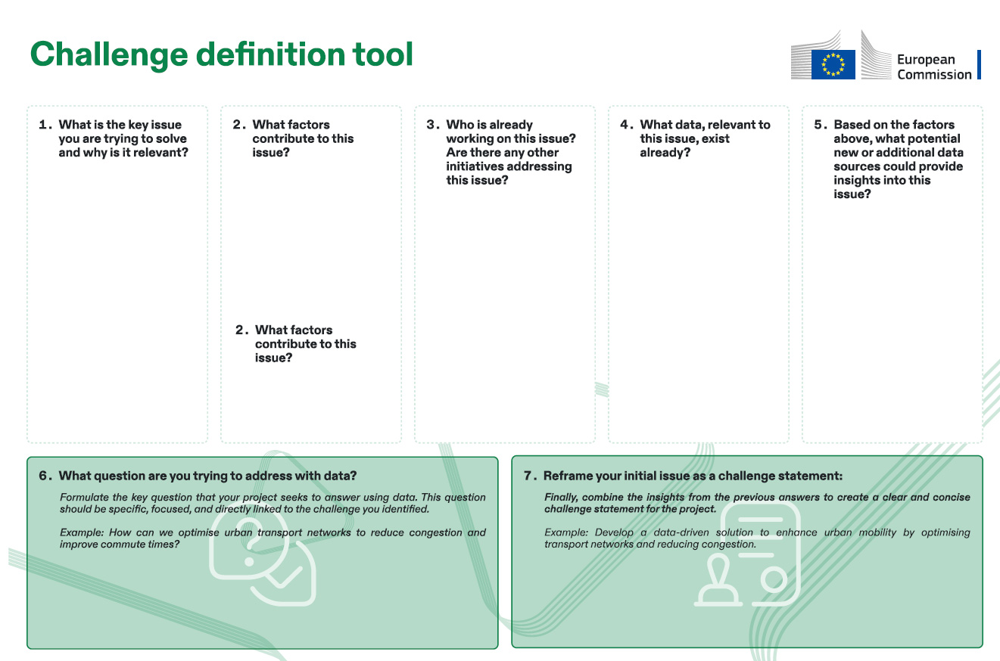 Challenge definition tool
European
Commission
1. What is the key issue
you are trying to solve
and why is it relevant?
2. What factors
contribute to this
issue?
2. What factors
contribute to this
issue?
3. Who is already
working on this issue?
Are there any other
initiatives addressing
this issue?
4. What data, relevant to
this issue, exist
already?
5. Based on the factors
above, what potential
new or additional data
sources could provide
insights into this
issue?
6. What question are you trying to address with data?
Formulate the key question that your project seeks to answer using data. This question
should be specific, focused, and directly linked to the challenge you identified.
Example: How can we optimise urban transport networks to reduce congestion and
improve commute times?
7. Reframe your initial issue as a challenge statement:
Finally, combine the insights from the previous answers to create a clear and concise
challenge statement for the project.
Example: Develop a data-driven solution to enhance urban mobility by optimising
transport networks and reducing congestion.